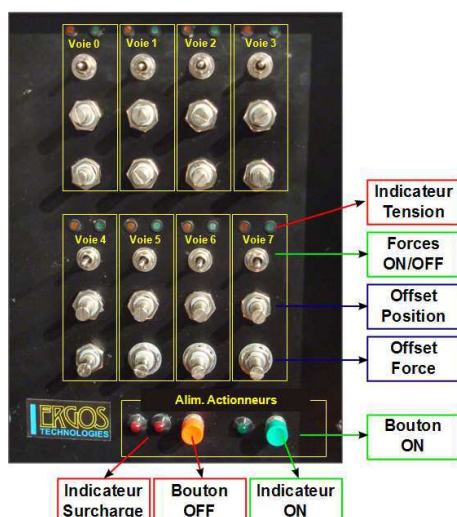 Voie 0 Voie 1 Voie 2 Voie 3
Voie 4 Voie 5 Voie 6 Voie 7
Indicateur
Tension
Forces
ON/OFF
Offset
Position
Offset
Force
Alim. Actionneurs
ERGOS
TECHNOLOGIES
Bouton
ON
Indicateur
Surcharge
Bouton
OFF
Indicateur
ON